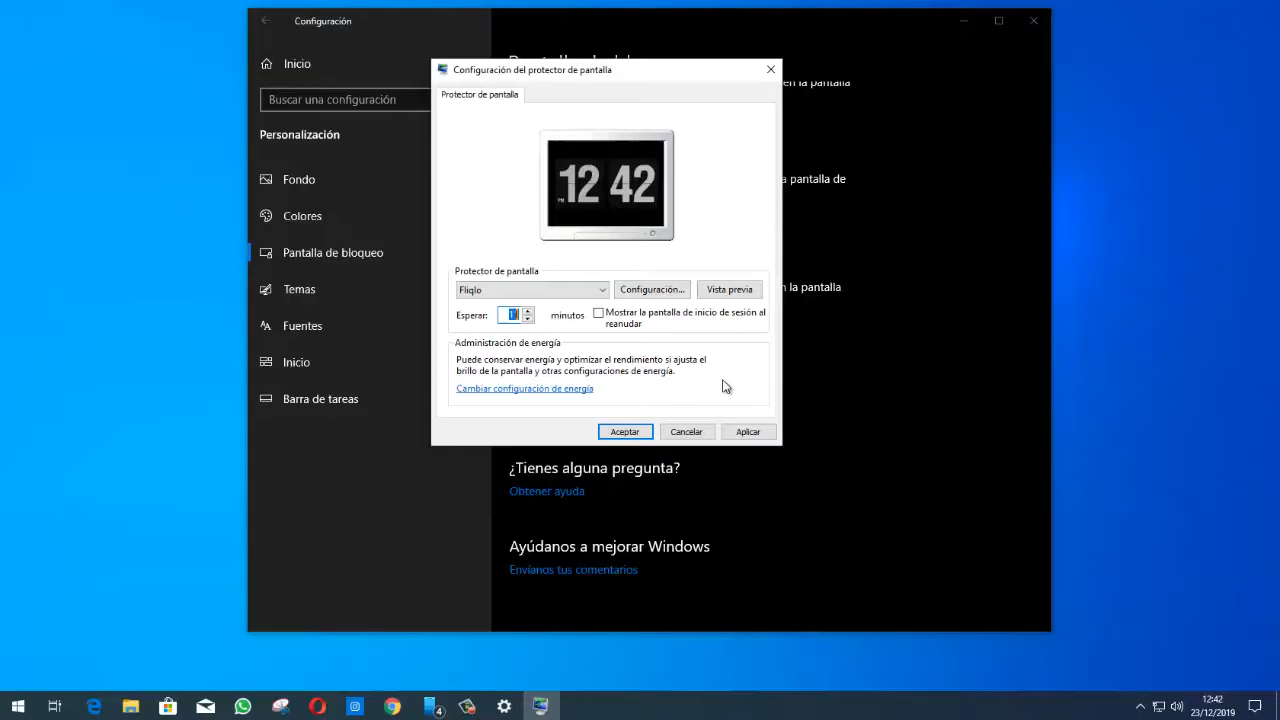 Configuración
Inicio
Buscar una configuración
Personalización
Fondo
Colores
Pantalla de bloqueo
Temas
Fuentes
Inicio
Barra de tareas
en la pantalla
a pantalla de
n la pantalla
Configuración del protector de pantalla
Protector de pantalla
PM 12 42
Protector de pantalla
Fliqlo
Configuración...
Vista previa
Esperar:
1
minutos
Mostrar la pantalla de inicio de sesión al
reanudar
Administración de energía
Puede conservar energía y optimizar el rendimiento si ajusta el
brillo de la pantalla y otras configuraciones de energía.
Cambiar configuración de energía
Aceptar
Cancelar
Aplicar
¿Tienes alguna pregunta?
Obtener ayuda
Ayúdanos a mejorar Windows
Envíanos tus comentarios
4
12:42
23/12/2019